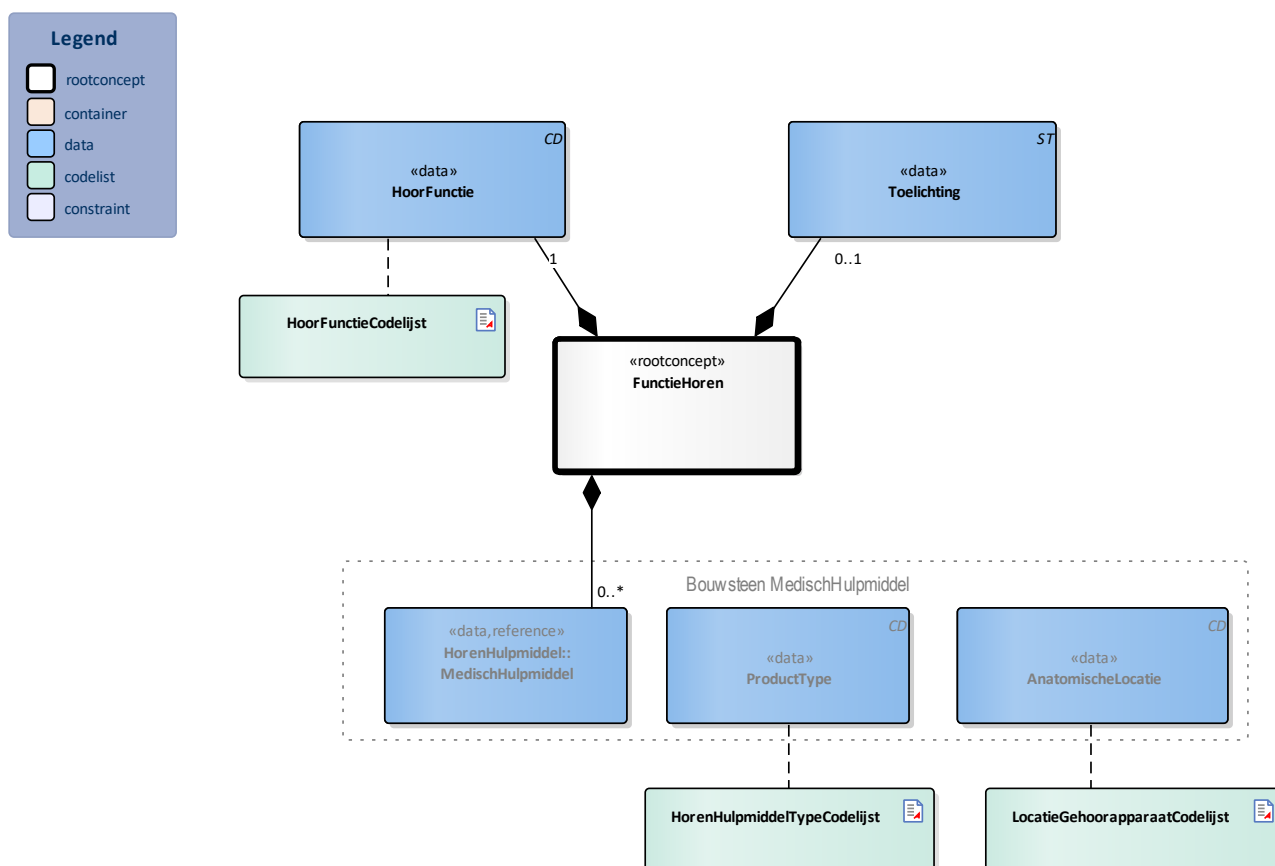 Legend
rootconcept
container
data
codelist
constraint
CD
«data»
HoorFunctie
ST
«data»
Toelichting
1
0..1
HoorFunctieCodelijst
«rootconcept»
FunctieHoren
0..*
Bouwsteen MedischHulpmiddel
«data,reference»
HorenHulpmiddel::
MedischHulpmiddel
CD
«data»
ProductType
CD
«data»
AnatomischeLocatie
HorenHulpmiddelTypeCodelijst
LocatieGehoorapparaatCodelijst